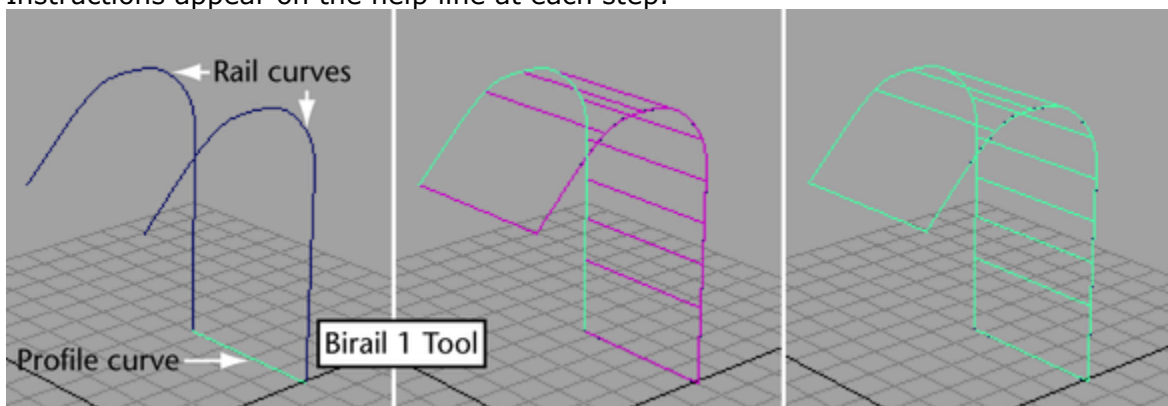 Instructions appear on the help line at each step.
Rail curves
Birail 1 Tool
Profile curve